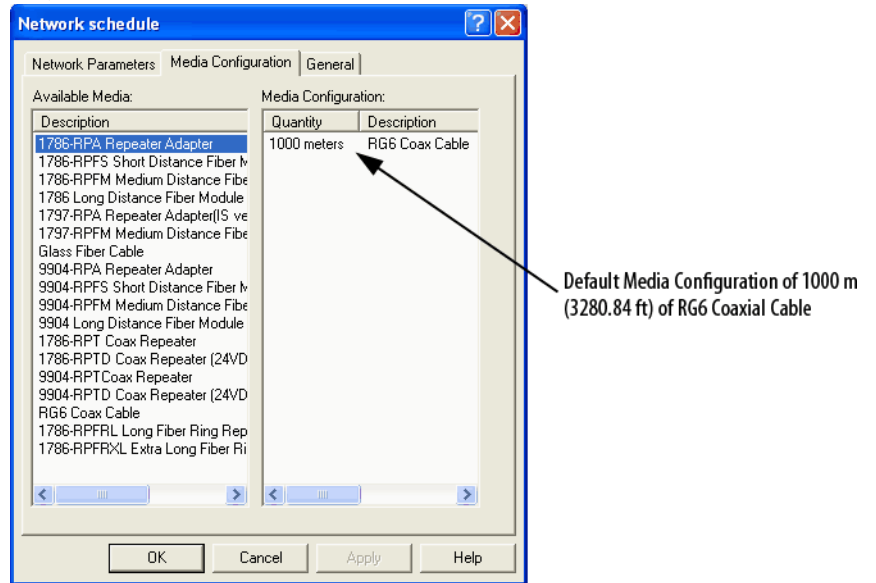 Network schedule
Network Parameters Media Configuration General
Available Media:
Description
1786-RPA Repeater Adapter
1786-RPFS Short Distance Fiber M
1786-RPFM Medium Distance Fibe
1786 Long Distance Fiber Module
1797-RPA Repeater Adapter(IS ve
1797-RPFM Medium Distance Fibe
Glass Fiber Cable
9904-RPA Repeater Adapter
9904-RPFS Short Distance Fiber M
9904-RPFM Medium Distance Fibe
9904 Long Distance Fiber Module
1786-RPT Coax Repeater
1786-RPTD Coax Repeater (24VD
9904-RPTCoax Repeater
9904-RPTD Coax Repeater (24VD
RG6 Coax Cable
1786-RPFRL Long Fiber Ring Rep
1786-RPFRXL Extra Long Fiber Ri
Media Configuration:
Quantity Description
1000 meters RG6 Coax Cable
Default Media Configuration of 1000 m
(3280.84 ft) of RG6 Coaxial Cable
OK Cancel Apply Help